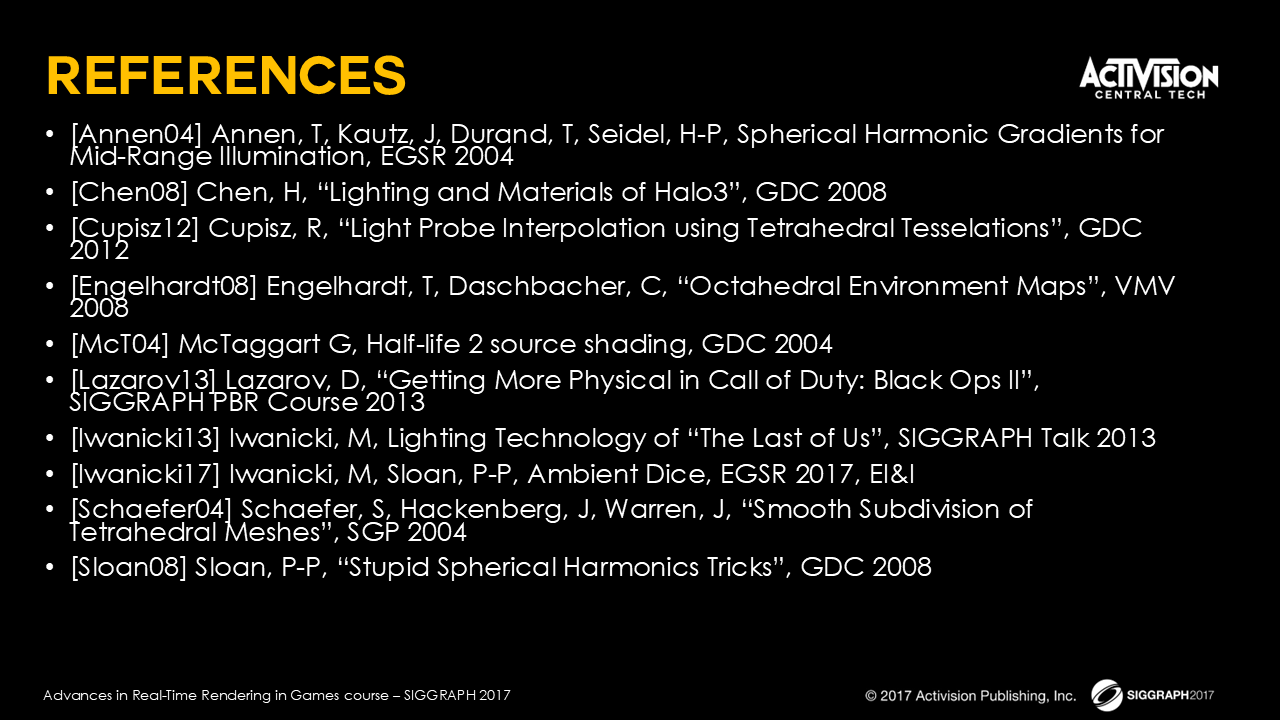 REFERENCES
ACTIVISION
CENTRAL TECH
• [Annen04] Annen, T, Kautz, J, Durand, T, Seidel, H-P, Spherical Harmonic Gradients for
Mid-Range Illumination, EGSR 2004
• [Chen08] Chen, H, “Lighting and Materials of Halo3”, GDC 2008
• [Cupisz12] Cupisz, R, “Light Probe Interpolation using Tetrahedral Tesselations”, GDC
2012
• [Engelhardt08] Engelhardt, T, Daschbacher, C, “Octahedral Environment Maps”, VMV
2008
• [McT04] McTaggart G, Half-life 2 source shading, GDC 2004
• [Lazarov13] Lazarov, D, “Getting More Physical in Call of Duty: Black Ops II”,
SIGGRAPH PBR Course 2013
• [Iwanicki13] Iwanicki, M, Lighting Technology of “The Last of Us”, SIGGRAPH Talk 2013
• [Iwanicki17] Iwanicki, M, Sloan, P-P, Ambient Dice, EGSR 2017, EI&I
• [Schaefer04] Schaefer, S, Hackenberg, J, Warren, J, “Smooth Subdivision of
Tetrahedral Meshes”, SGP 2004
• [Sloan08] Sloan, P-P, “Stupid Spherical Harmonics Tricks”, GDC 2008
Advances in Real-Time Rendering in Games course – SIGGRAPH 2017
© 2017 Activision Publishing, Inc.
SIGGRAPH2017